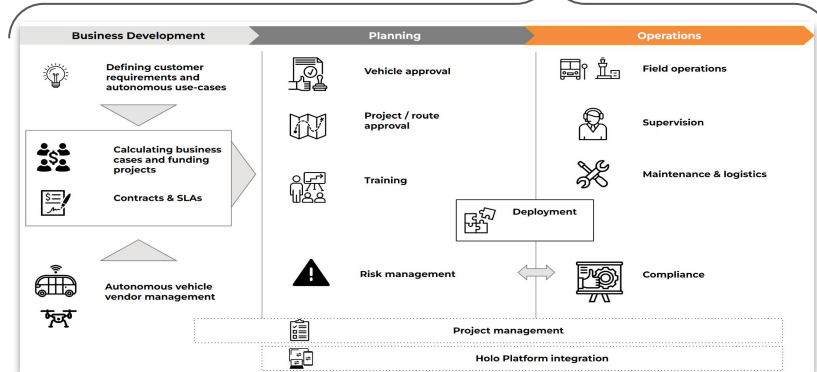 Business Development
Planning
Operations
Defining customer
requirements and
autonomous use-cases
Calculating business
cases and funding
projects
Contracts & SLAs
Autonomous vehicle
vendor management
Vehicle approval
Project / route
approval
Training
Deployment
Risk management
Field operations
Supervision
Maintenance & logistics
Compliance
Project management
Holo Platform integration